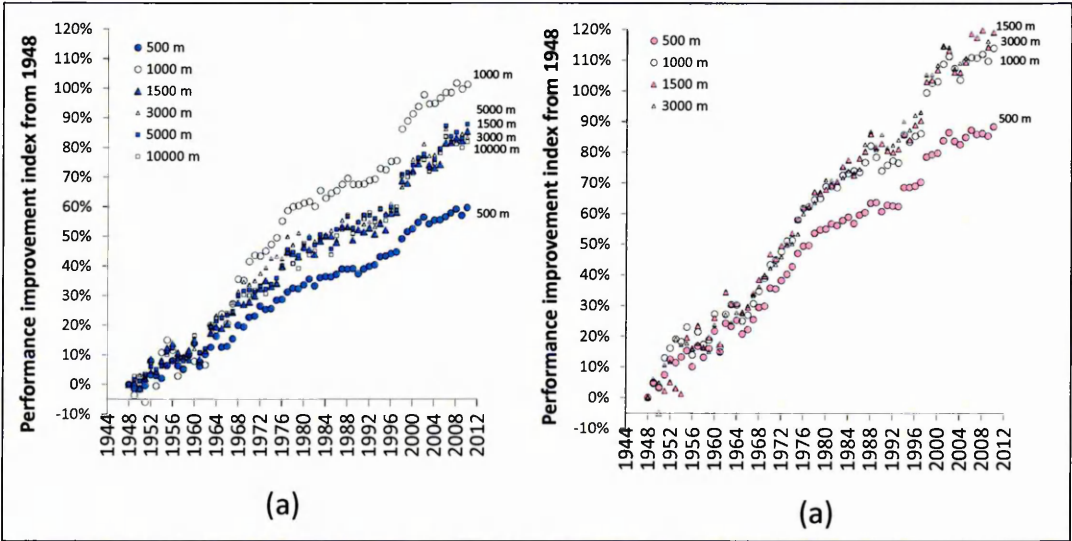 Performance improvement index from 1948
120%
110%
100%
90%
80%
70%
60%
50%
40%
30%
20%
10%
0%
-10%
500 m
1000 m
1500 m
3000 m
5000 m
10000 m
1000 m
5000 m
1500 m
3000 m
10000 m
500 m
1944
1948
1952
1956
1960
1964
1968
1972
1976
1980
1984
1988
1992
1996
2000
2004
2008
2012
(a)
Performance improvement index from 1948
120%
110%
100%
90%
80%
70%
60%
50%
40%
30%
20%
10%
0%
-10%
500 m
1000 m
1500 m
3000 m
1500 m
3000 m
1000 m
500 m
1944
1948
1952
1956
1960
1964
1968
1972
1976
1980
1984
1988
1992
1996
2000
2004
2008
2012
(a)